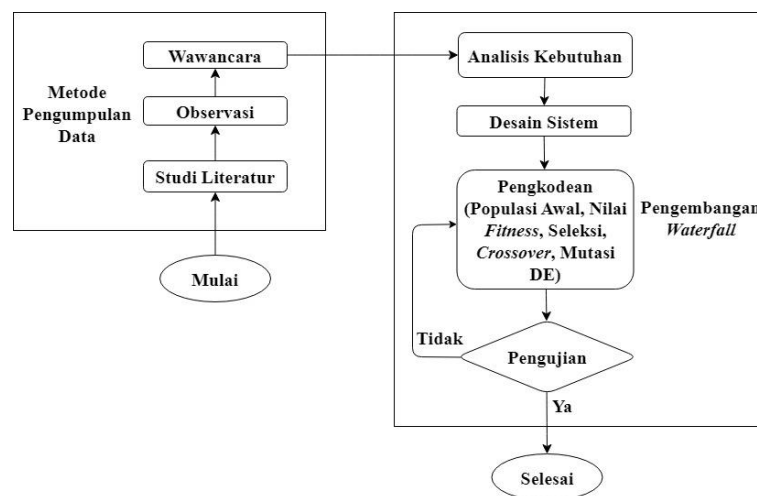 Metode
Pengumpulan
Data
Wawancara
Observasi
Studi Literatur
Mulai
Analisis Kebutuhan
Desain Sistem
Pengkodean
(Populasi Awal, Nilai
Fitness, Seleksi,
Crossover, Mutasi
DE)
Pengembangan
Waterfall
Tidak
Pengujian
Ya
Selesai